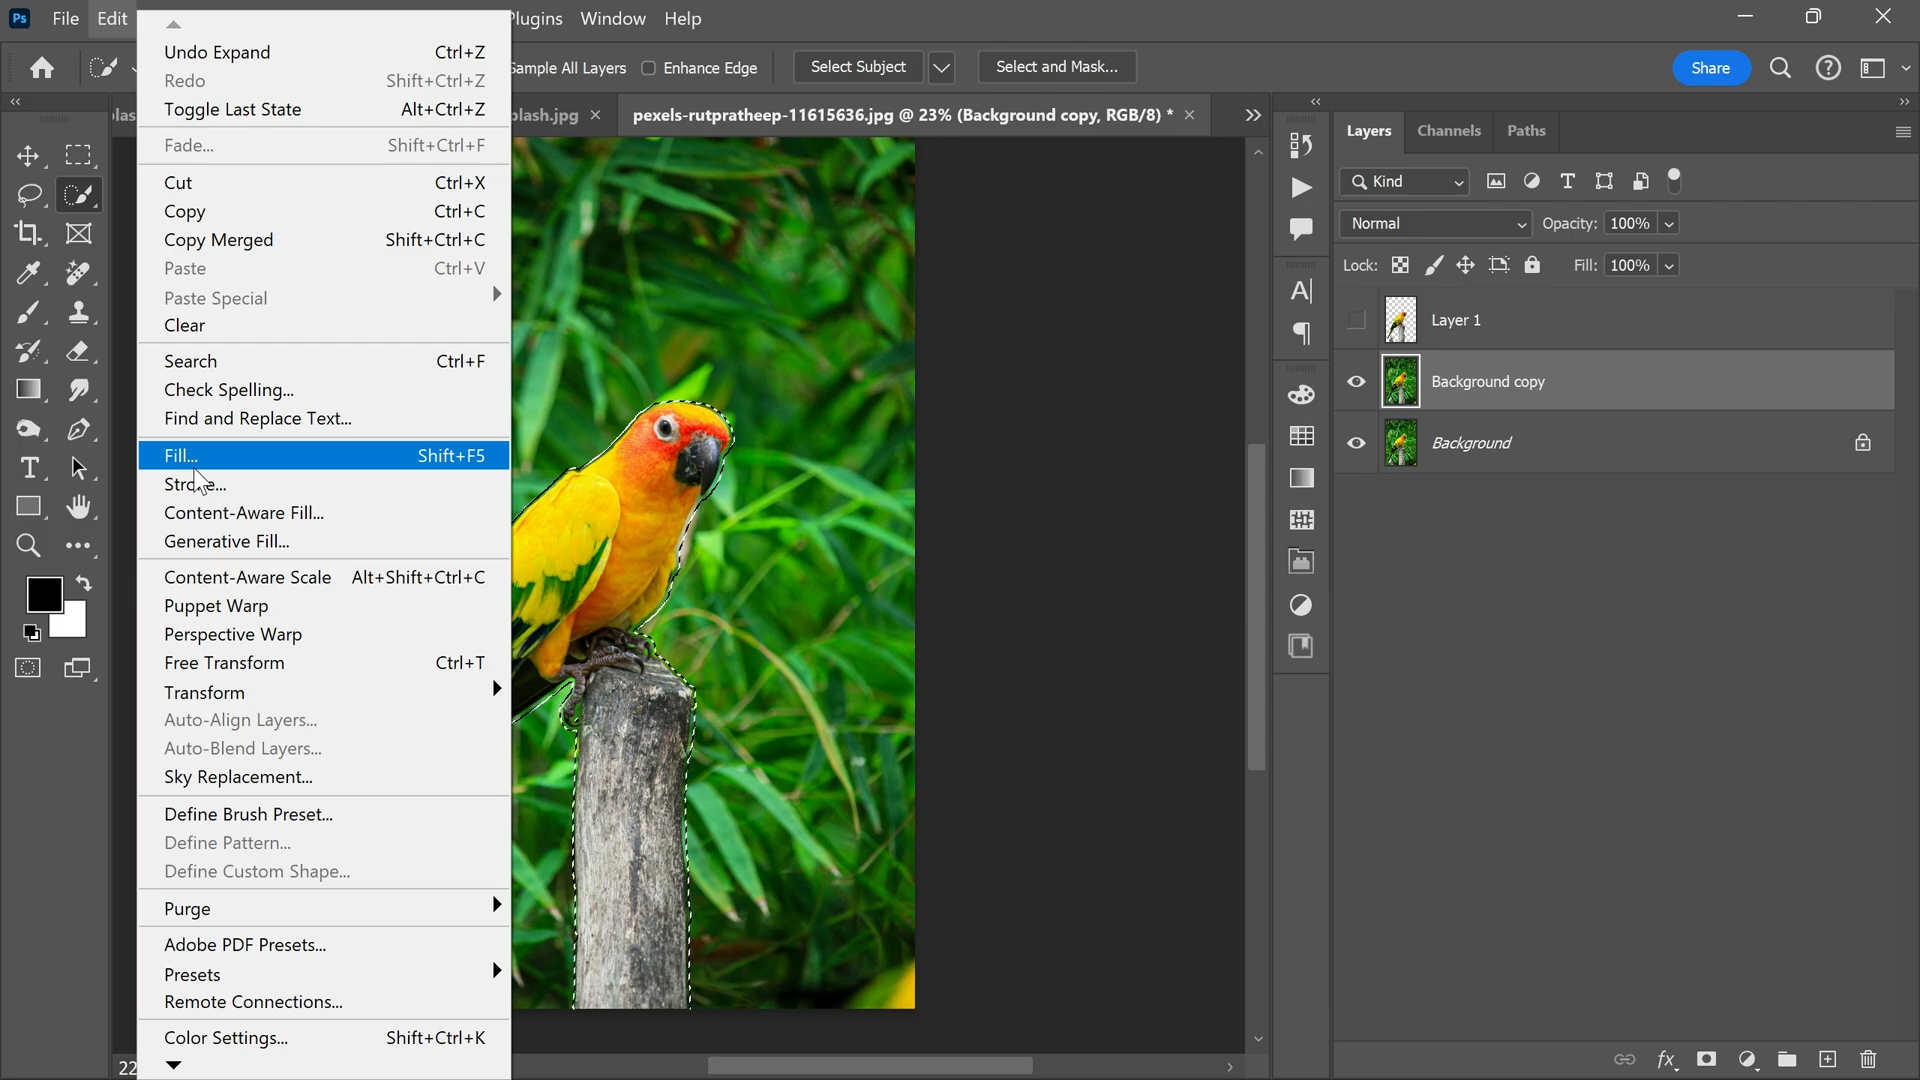 Ps File Edit Plugins Window Help
Sample All Layers Enhance Edge Select Subject Select and Mask... Share
plash.jpg × pexels-rutpratheep-11615636.jpg @ 23% (Background copy, RGB/8) * ×
Undo Expand Ctrl+Z
Redo Shift+Ctrl+Z
Toggle Last State Alt+Ctrl+Z
Fade... Shift+Ctrl+F
Cut Ctrl+X
Copy Ctrl+C
Copy Merged Shift+Ctrl+C
Paste Ctrl+V
Paste Special
Clear
Search Ctrl+F
Check Spelling...
Find and Replace Text...
Fill... Shift+F5
Stroke...
Content-Aware Fill...
Generative Fill...
Content-Aware Scale Alt+Shift+Ctrl+C
Puppet Warp
Perspective Warp
Free Transform Ctrl+T
Transform
Auto-Align Layers...
Auto-Blend Layers...
Sky Replacement...
Define Brush Preset...
Define Pattern...
Define Custom Shape...
Purge
Adobe PDF Presets...
Presets
Remote Connections...
Color Settings... Shift+Ctrl+K
22
Layers Channels Paths
Kind
Normal Opacity: 100%
Lock: Fill: 100%
Layer 1
Background copy
Background
fx